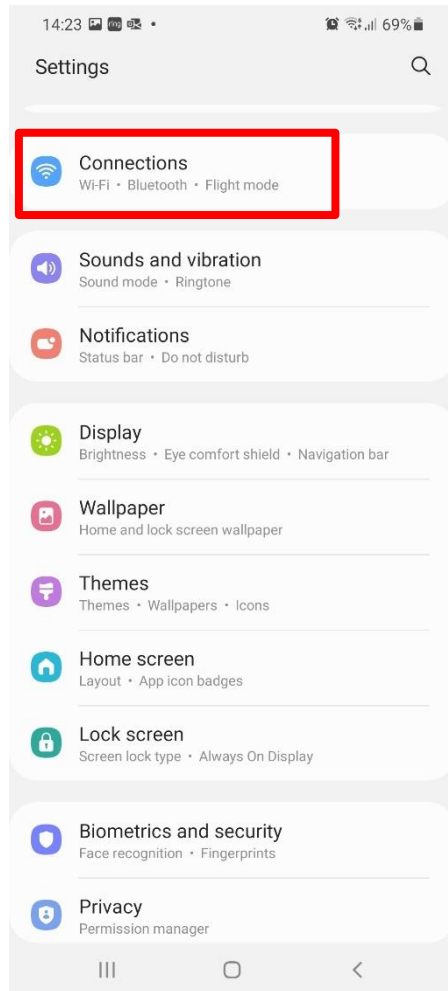 14:23 ring 69%
Settings
Connections
Wi-Fi • Bluetooth • Flight mode
Sounds and vibration
Sound mode • Ringtone
Notifications
Status bar • Do not disturb
Display
Brightness • Eye comfort shield • Navigation bar
Wallpaper
Home and lock screen wallpaper
Themes
Themes • Wallpapers • Icons
Home screen
Layout • App icon badges
Lock screen
Screen lock type • Always On Display
Biometrics and security
Face recognition • Fingerprints
Privacy
Permission manager